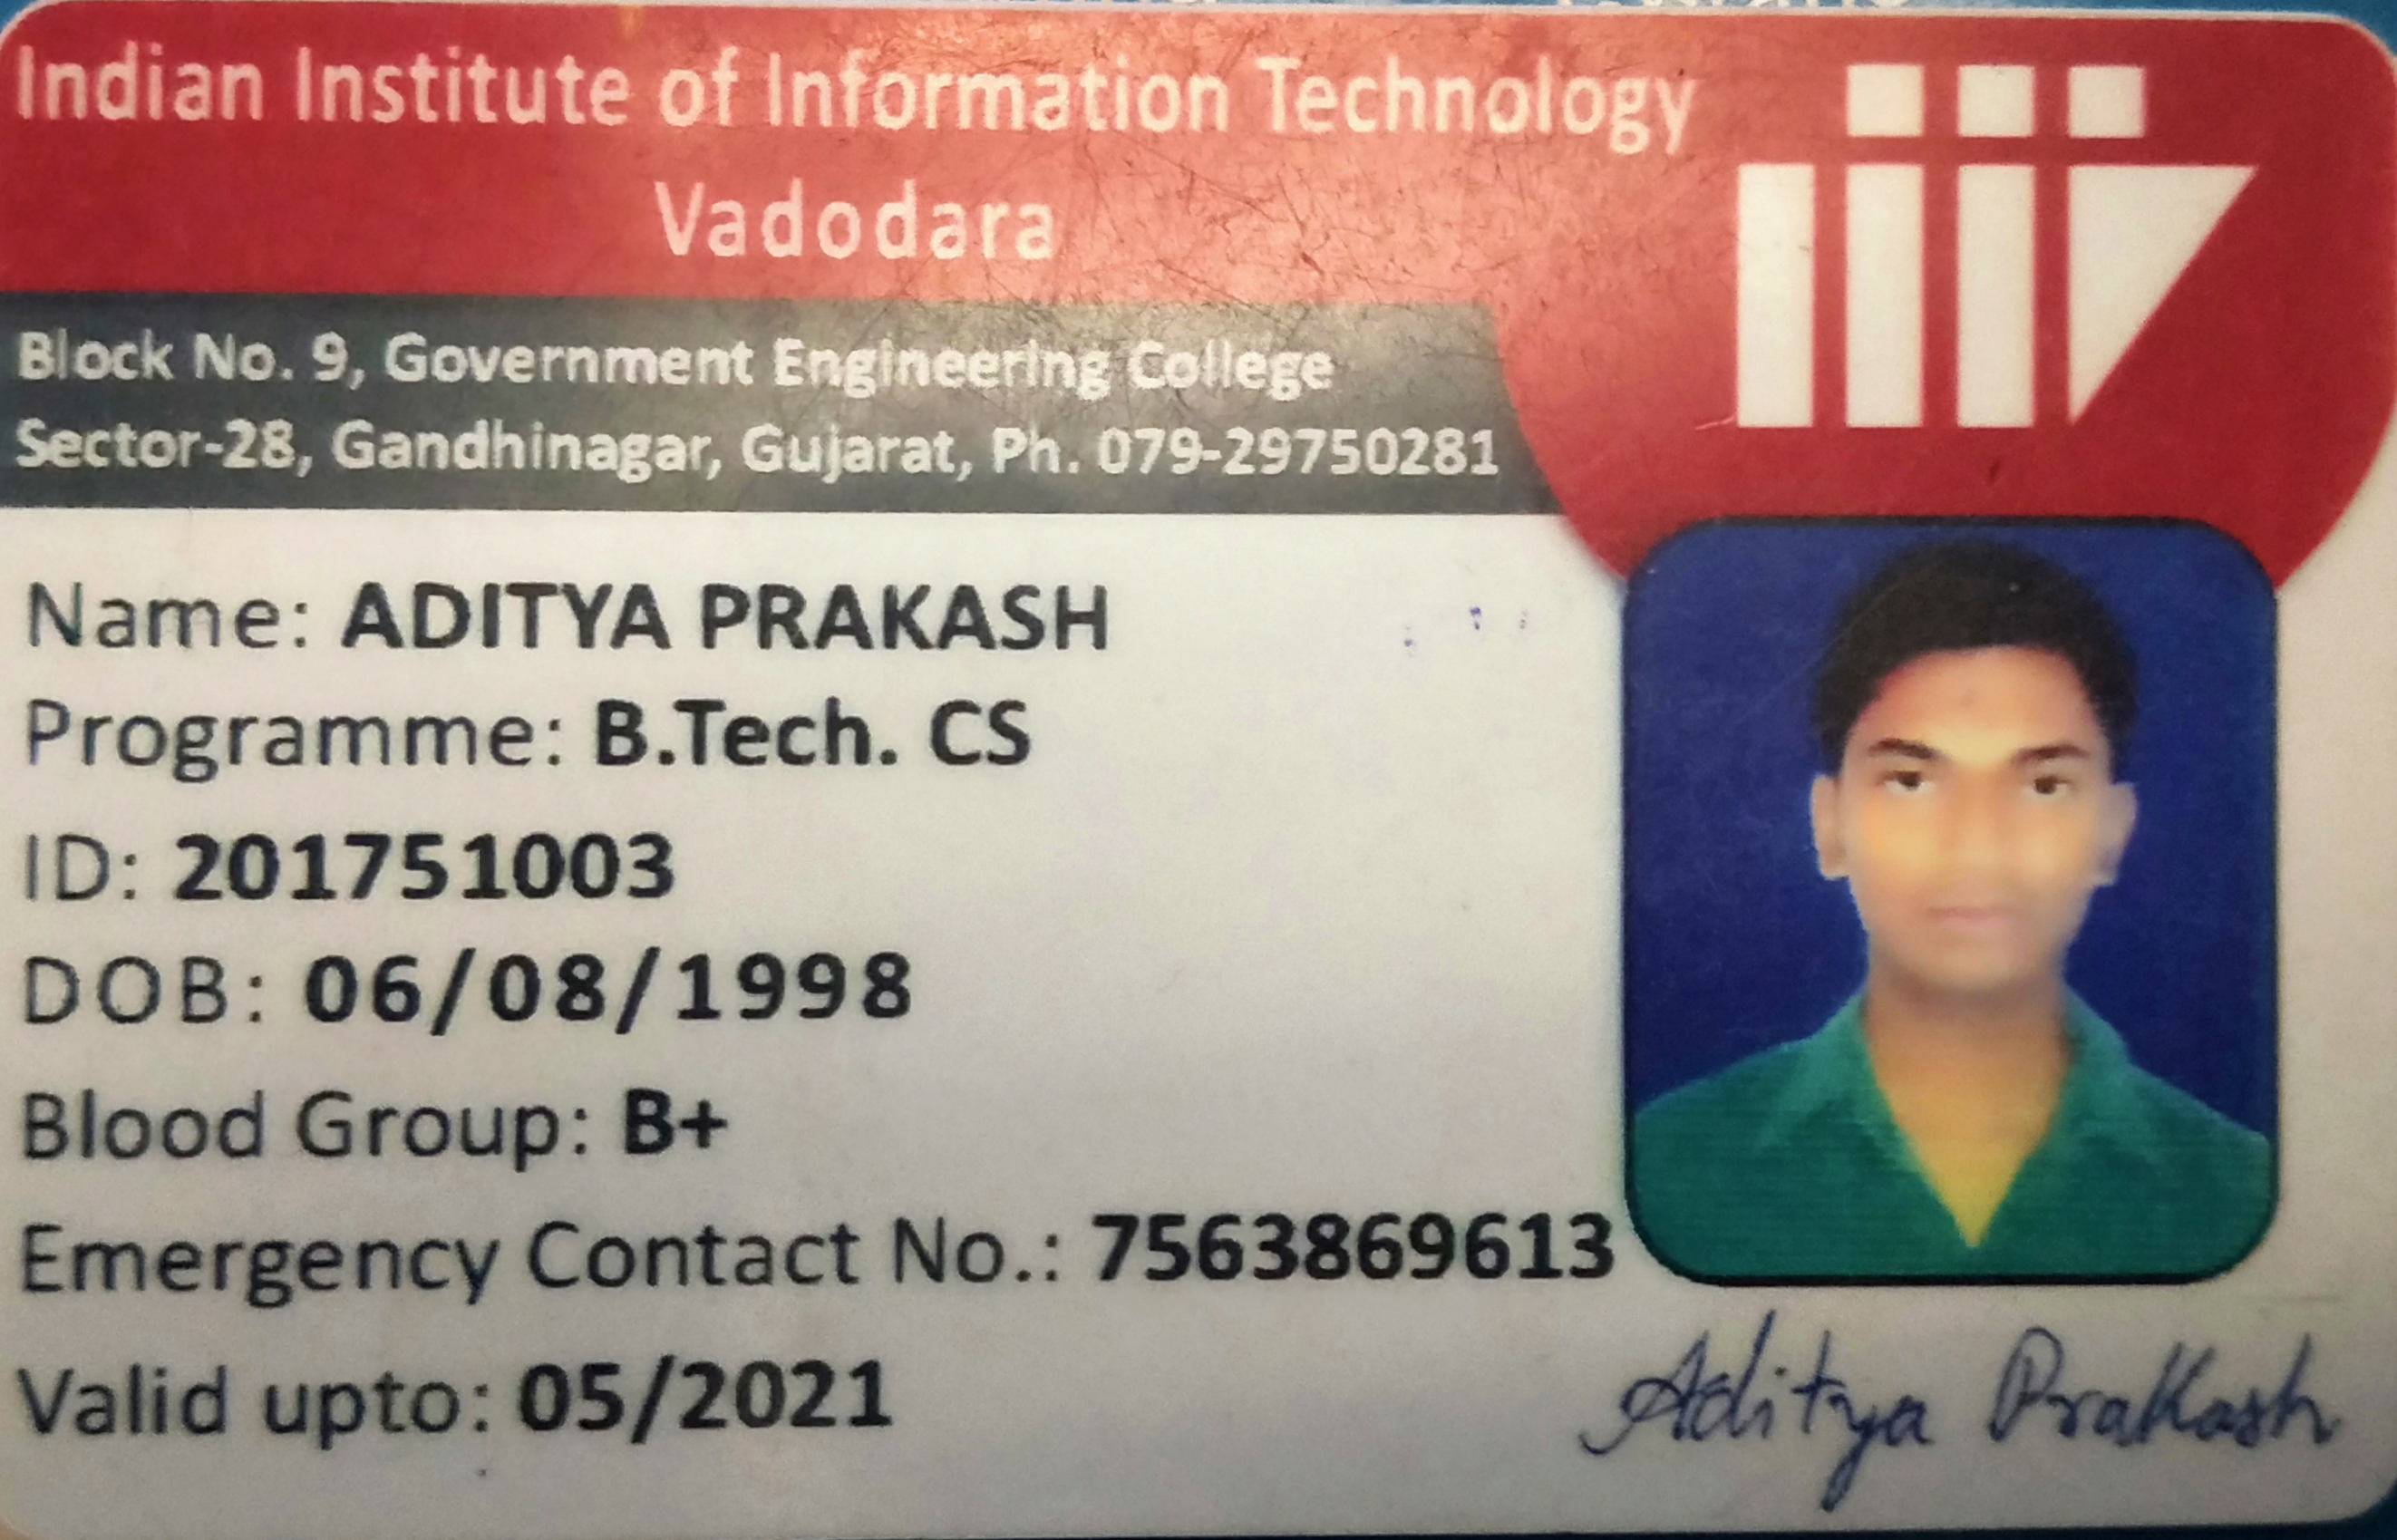 Indian Institute of Information Technology
Vadodara
Block No. 9, Government Engineering College
Sector-28, Gandhinagar, Gujarat, Ph. 079-29750281
Name: ADITYA PRAKASH
Programme: B.Tech. CS
ID: 201751003
DOB: 06/08/1998
Blood Group: B+
Emergency Contact No.: 7563869613
Valid upto: 05/2021
Aditya Prakash